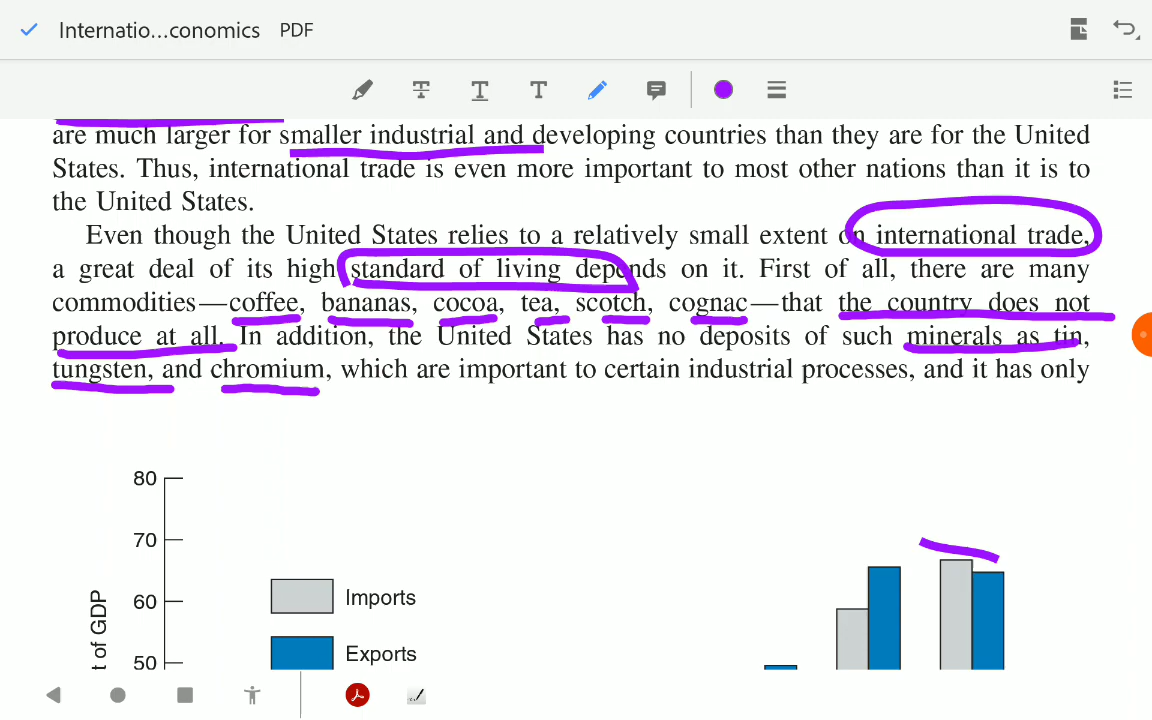 Internatio...conomics PDF
are much larger for smaller industrial and developing countries than they are for the United
States. Thus, international trade is even more important to most other nations than it is to
the United States.
Even though the United States relies to a relatively small extent on international trade,
a great deal of its high standard of living depends on it. First of all, there are many
commodities—coffee, bananas, cocoa, tea, scotch, cognac—that the country does not
produce at all. In addition, the United States has no deposits of such minerals as tin,
tungsten, and chromium, which are important to certain industrial processes, and it has only
80
70
60
50
t of GDP
Imports
Exports